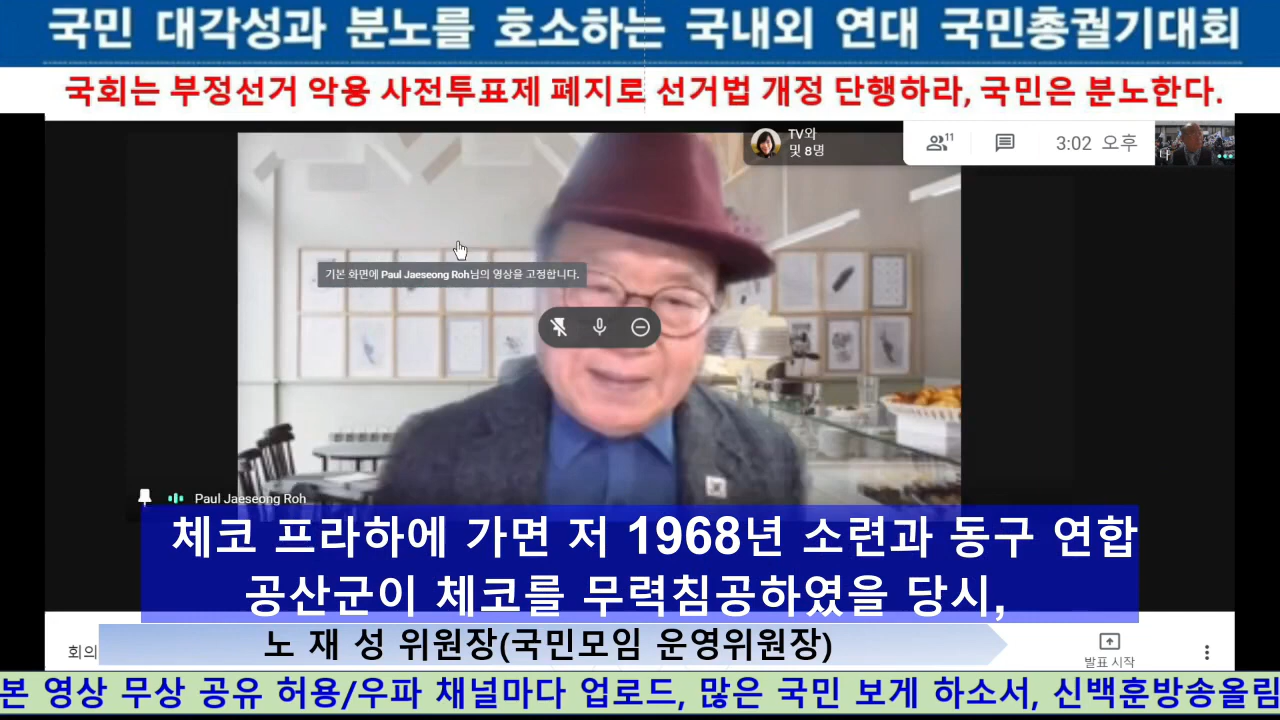 국민 대각성과 분노를 호소하는 국내외 연대 국민총궐기대회
국회는 부정선거 악용 사전투표제 폐지로 선거법 개정 단행하라, 국민은 분노한다.
TV와
및 8명
11
3:02 오후
나
기본 화면에 Paul Jaeseong Roh님의 영상을 고정합니다.
Paul Jaeseong Roh
체코 프라하에 가면 저 1968년 소련과 동구 연합
공산군이 체코를 무력침공하였을 당시,
노 재 성 위원장(국민모임 운영위원장)
회의
발표 시작
본 영상 무상 공유 허용/우파 채널마다 업로드, 많은 국민 보게 하소서, 신백훈방송올림